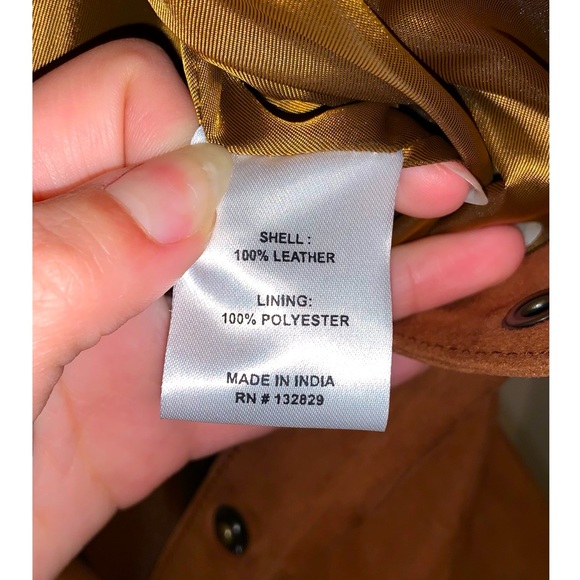 SHELL :
100% LEATHER
LINING:
100% POLYESTER
MADE IN INDIA
RN # 132829